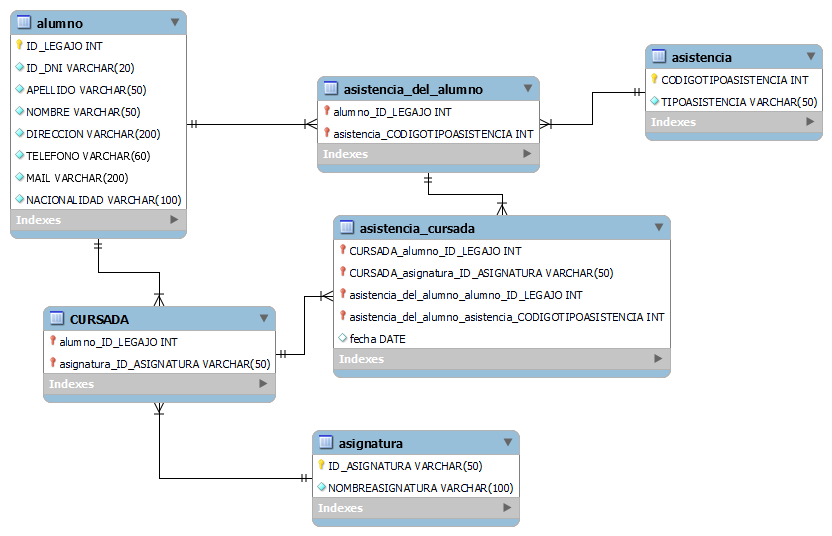 alumno
ID_LEGAJO INT
ID_DNI VARCHAR(20)
APELLIDO VARCHAR(50)
NOMBRE VARCHAR(50)
DIRECCION VARCHAR(200)
TELEFONO VARCHAR(60)
MAIL VARCHAR(200)
NACIONALIDAD VARCHAR(100)
Indexes
asistencia_del_alumno
alumno_ID_LEGAJO INT
asistencia_CODIGOTIPOASISTENCIA INT
Indexes
asistencia
CODIGOTIPOASISTENCIA INT
TIPOASISTENCIA VARCHAR(50)
Indexes
asistencia_cursada
CURSADA_alumno_ID_LEGAJO INT
CURSADA_asignatura_ID_ASIGNATURA VARCHAR(50)
asistencia_del_alumno_alumno_ID_LEGAJO INT
asistencia_del_alumno_asistencia_CODIGOTIPOASISTENCIA INT
fecha DATE
Indexes
CURSADA
alumno_ID_LEGAJO INT
asignatura_ID_ASIGNATURA VARCHAR(50)
Indexes
asignatura
ID_ASIGNATURA VARCHAR(50)
NOMBREASIGNATURA VARCHAR(100)
Indexes